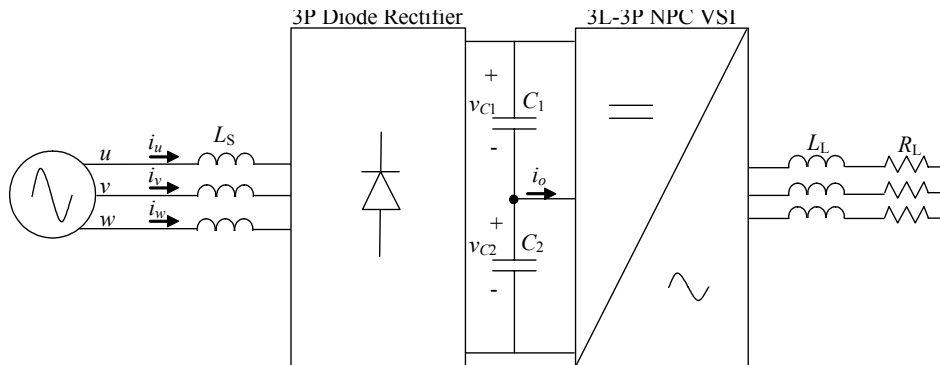 3P Diode Rectifier
3L-3P NPC VSI
+
v_C1 C_1
-
L_S
u i_u
v i_v
w i_w
i_o
+
v_C2 C_2
-
L_L
R_L